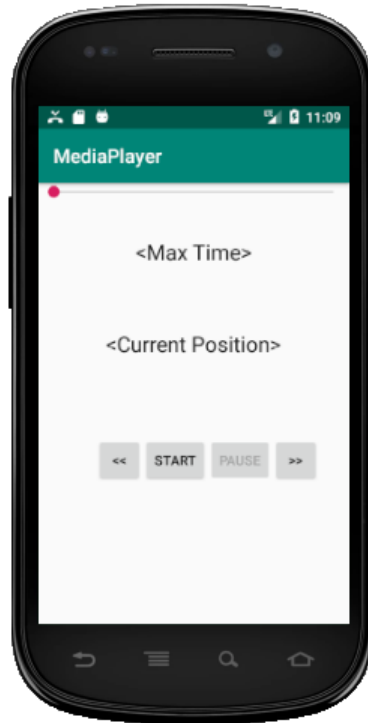 11:09
MediaPlayer
<Max Time>
<Current Position>
<< START PAUSE >>